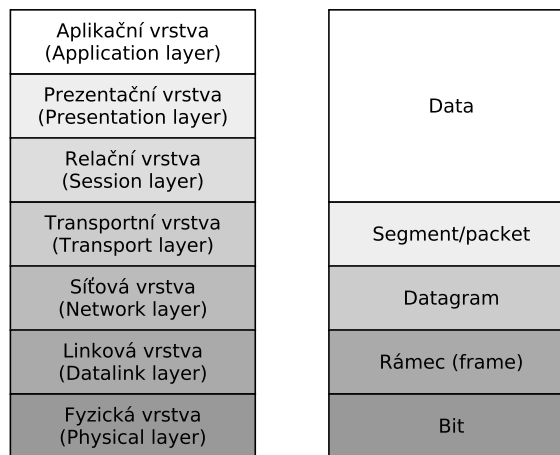 Aplikační vrstva
(Application layer)
Prezentační vrstva
(Presentation layer)
Relační vrstva
(Session layer)
Transportní vrstva
(Transport layer)
Síťová vrstva
(Network layer)
Linková vrstva
(Datalink layer)
Fyzická vrstva
(Physical layer)
Data
Segment/packet
Datagram
Rámec (frame)
Bit